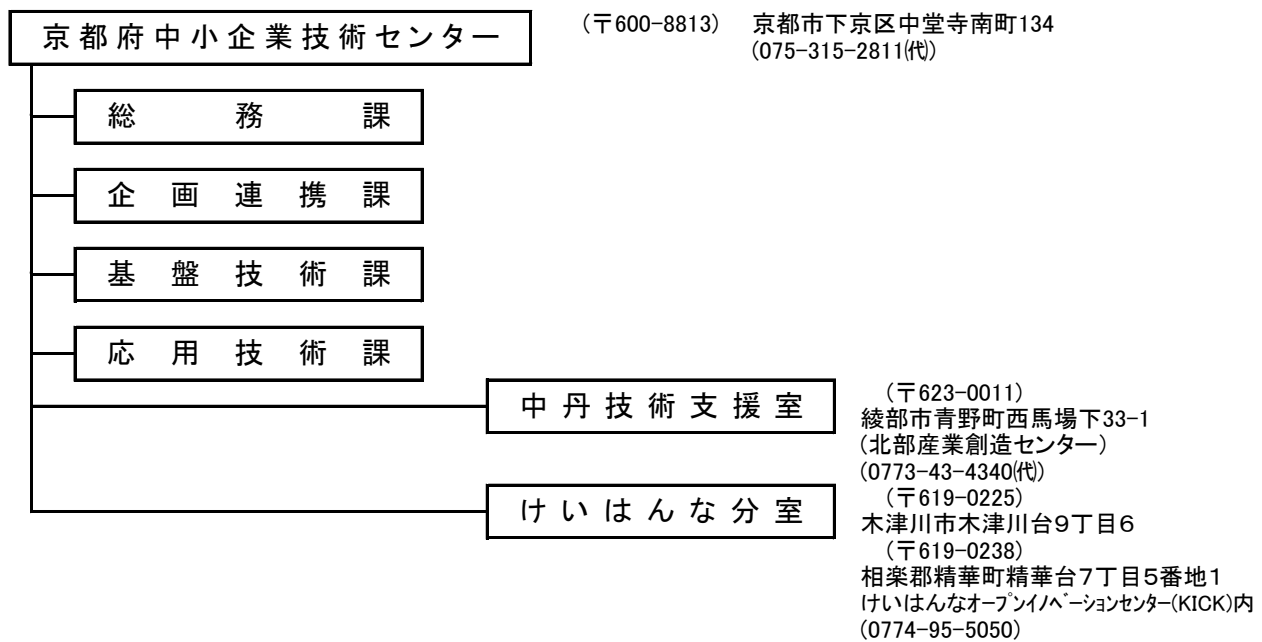 京都府中小企業技術センター
(〒600-8813) 京都市下京区中堂寺南町134
(075-315-2811㈹)
総務課
企画連携課
基盤技術課
応用技術課
中丹技術支援室
(〒623-0011)
綾部市青野町西馬場下33-1
(北部産業創造センター)
(0773-43-4340㈹)
けいはんな分室
(〒619-0225)
木津川市木津川台9丁目6
(〒619-0238)
相楽郡精華町精華台7丁目5番地1
けいはんなオープンイノベーションセンター(KICK)内
(0774-95-5050)